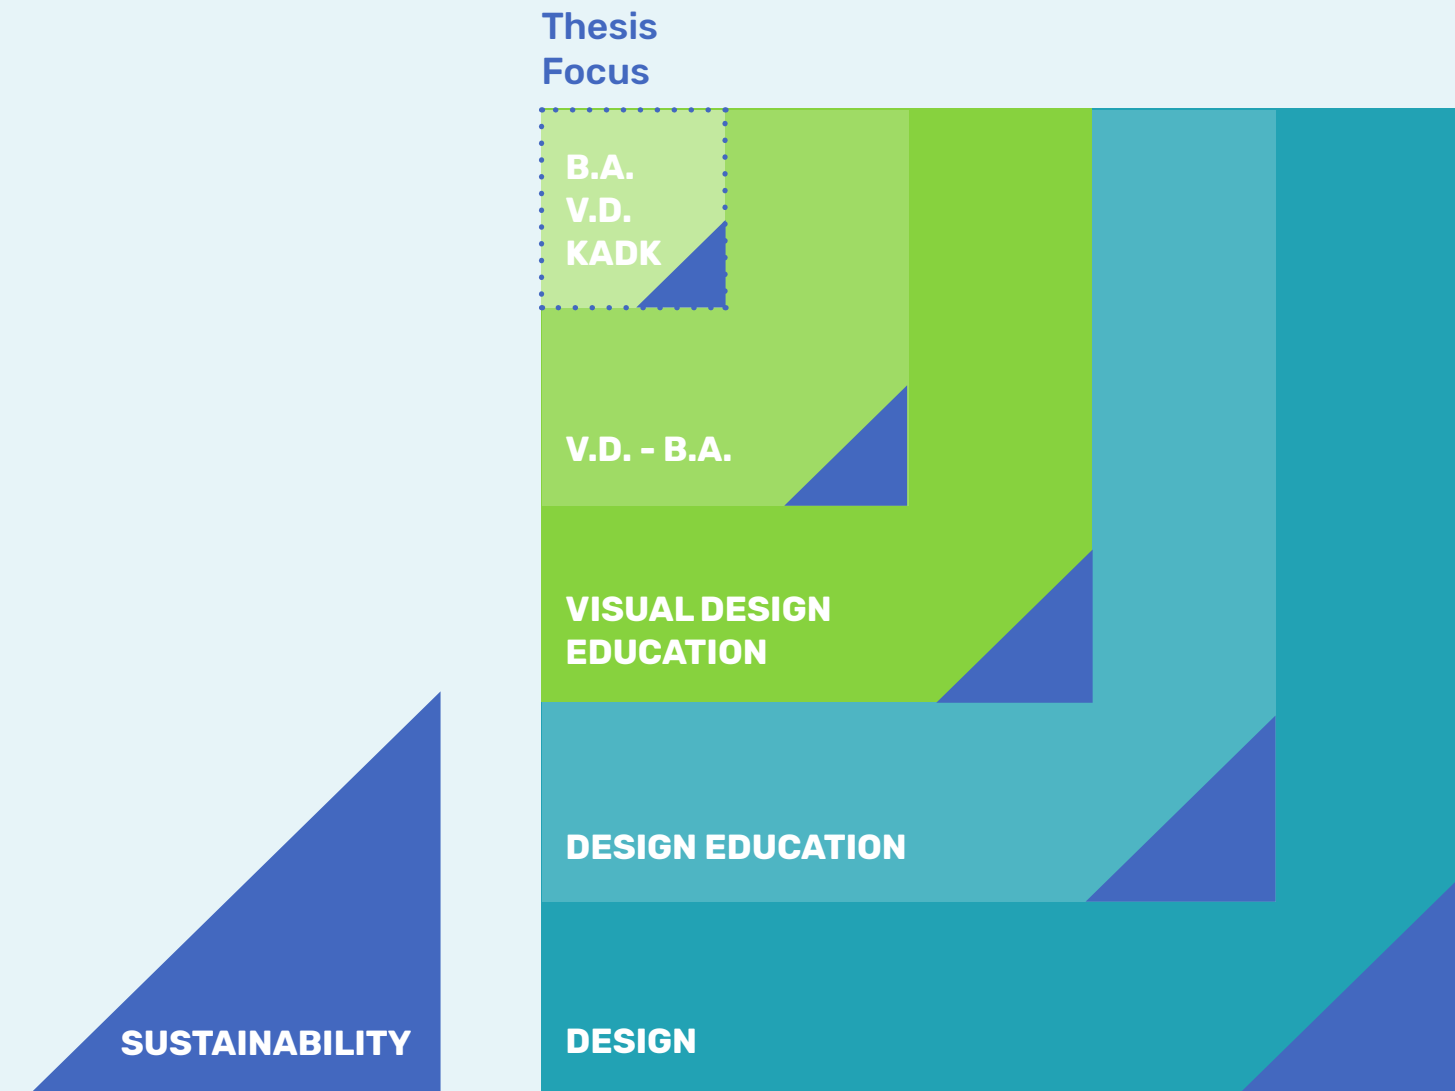 Thesis
Focus
B.A.
V.D.
KADK
V.D. - B.A.
VISUAL DESIGN
EDUCATION
DESIGN EDUCATION
SUSTAINABILITY
DESIGN